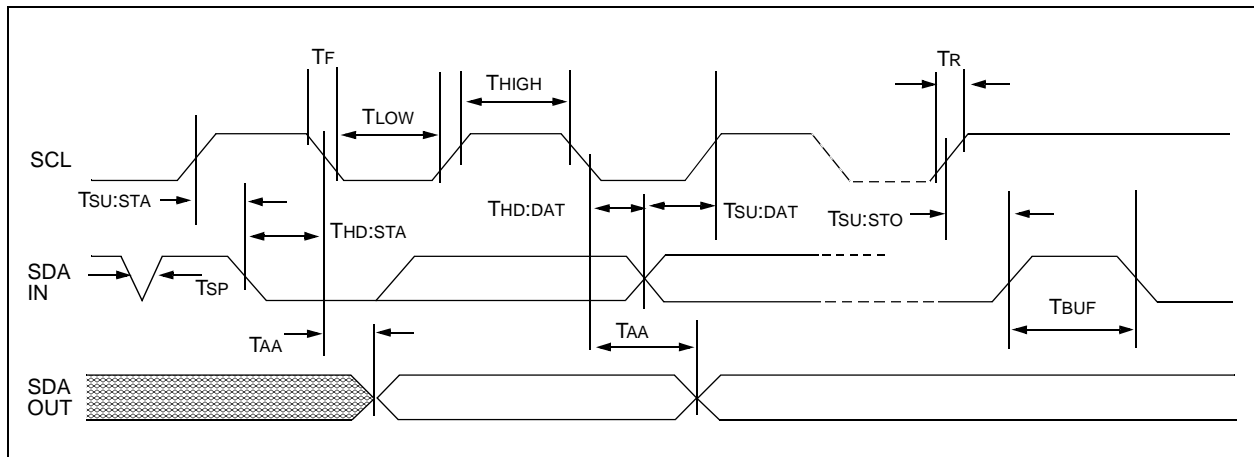 TF
THIGH
TR
TLOW
SCL
TSU:STA
THD:STA
THD:DAT
TSU:DAT
TSU:STO
SDA
IN
TSP
TBUF
TAA
TAA
SDA
OUT